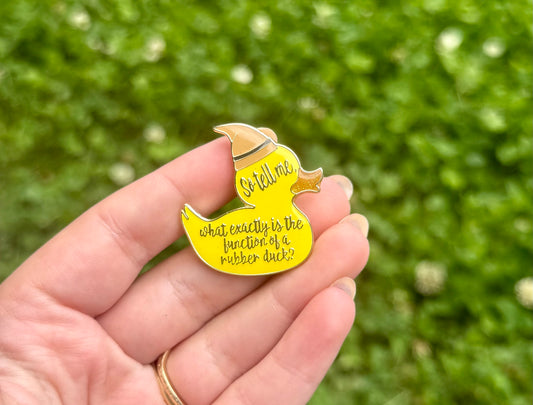 So tell me,
what exactly is the
function of a
rubber duck?